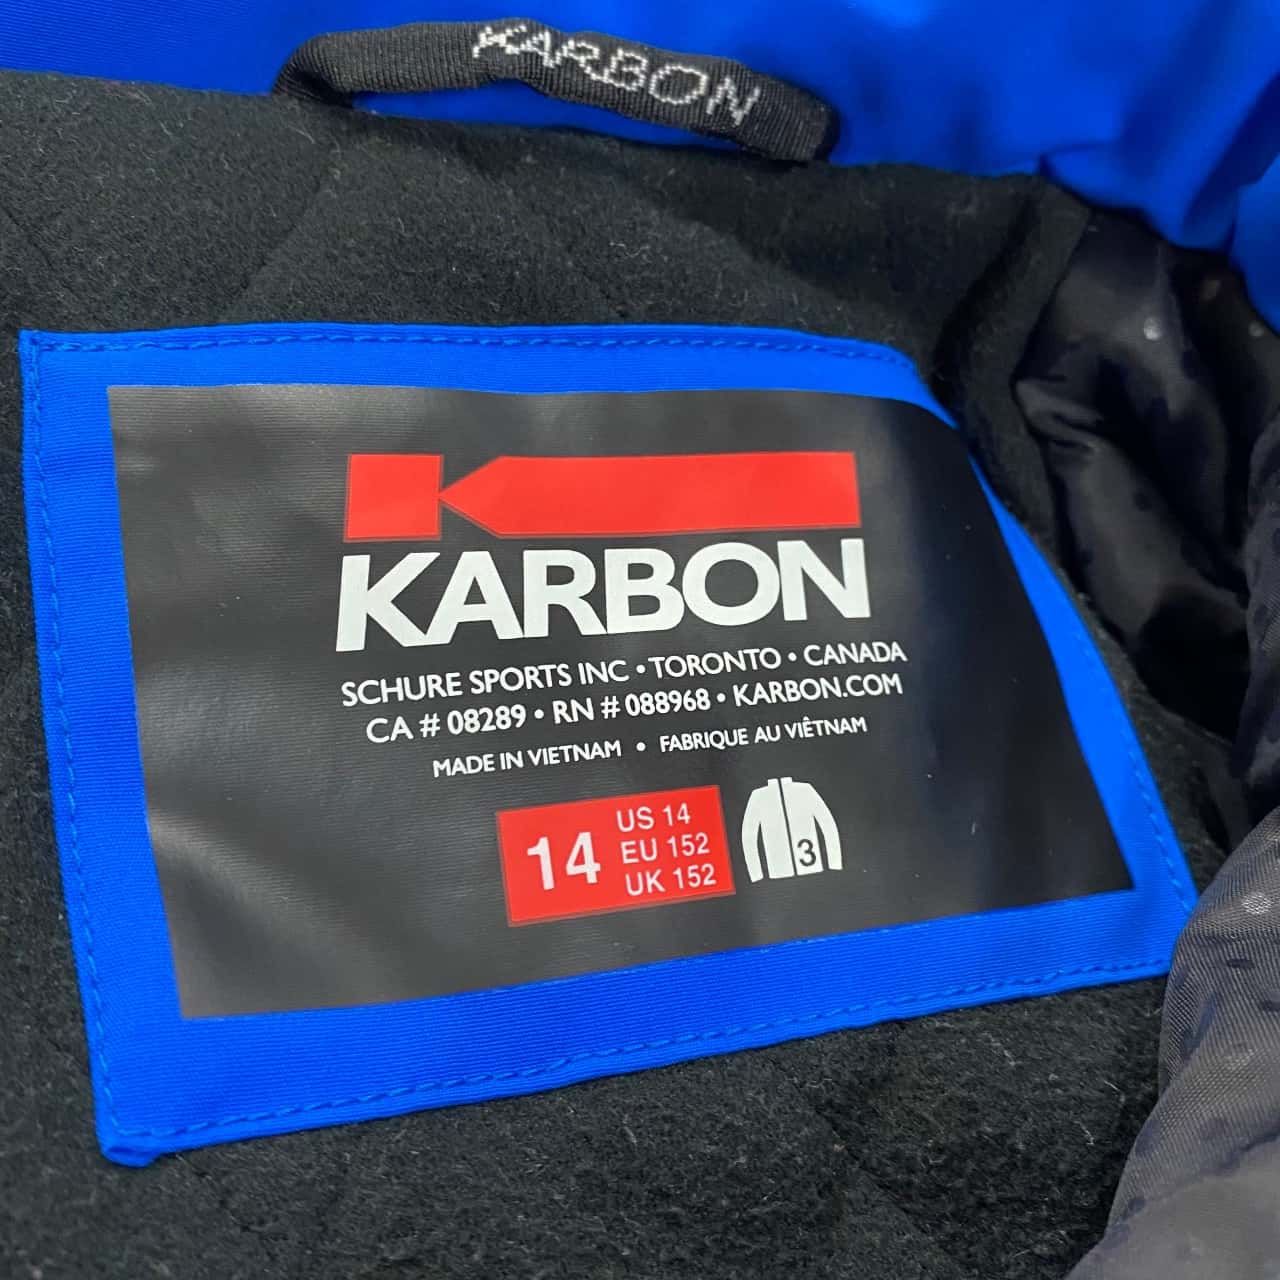 KARBON
KARBON
SCHURE SPORTS INC • TORONTO • CANADA
CA # 08289 • RN # 088968 • KARBON.COM
MADE IN VIETNAM • FABRIQUE AU VIÊTNAM
14
US 14
EU 152
UK 152
3